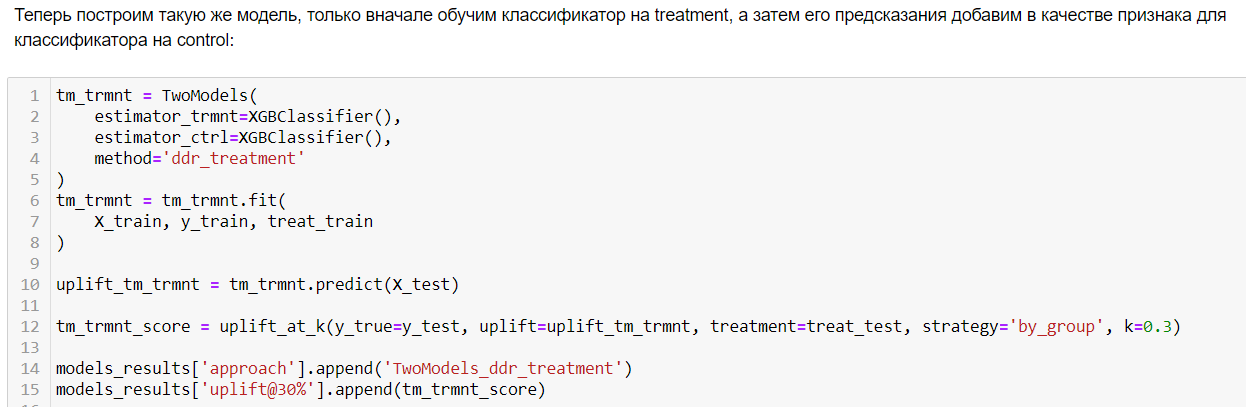 Теперь построим такую же модель, только вначале обучим классификатор на treatment, а затем его предсказания добавим в качестве признака для
классификатора на control:
1 tm_trmnt = TwoModels(
2     estimator_trmnt=XGBClassifier(),
3     estimator_ctrl=XGBClassifier(),
4     method='ddr_treatment'
5 )
6 tm_trmnt = tm_trmnt.fit(
7     X_train, y_train, treat_train
8 )
9
10 uplift_tm_trmnt = tm_trmnt.predict(X_test)
11
12 tm_trmnt_score = uplift_at_k(y_true=y_test, uplift=uplift_tm_trmnt, treatment=treat_test, strategy='by_group', k=0.3)
13
14 models_results['approach'].append('TwoModels_ddr_treatment')
15 models_results['uplift@30%'].append(tm_trmnt_score)